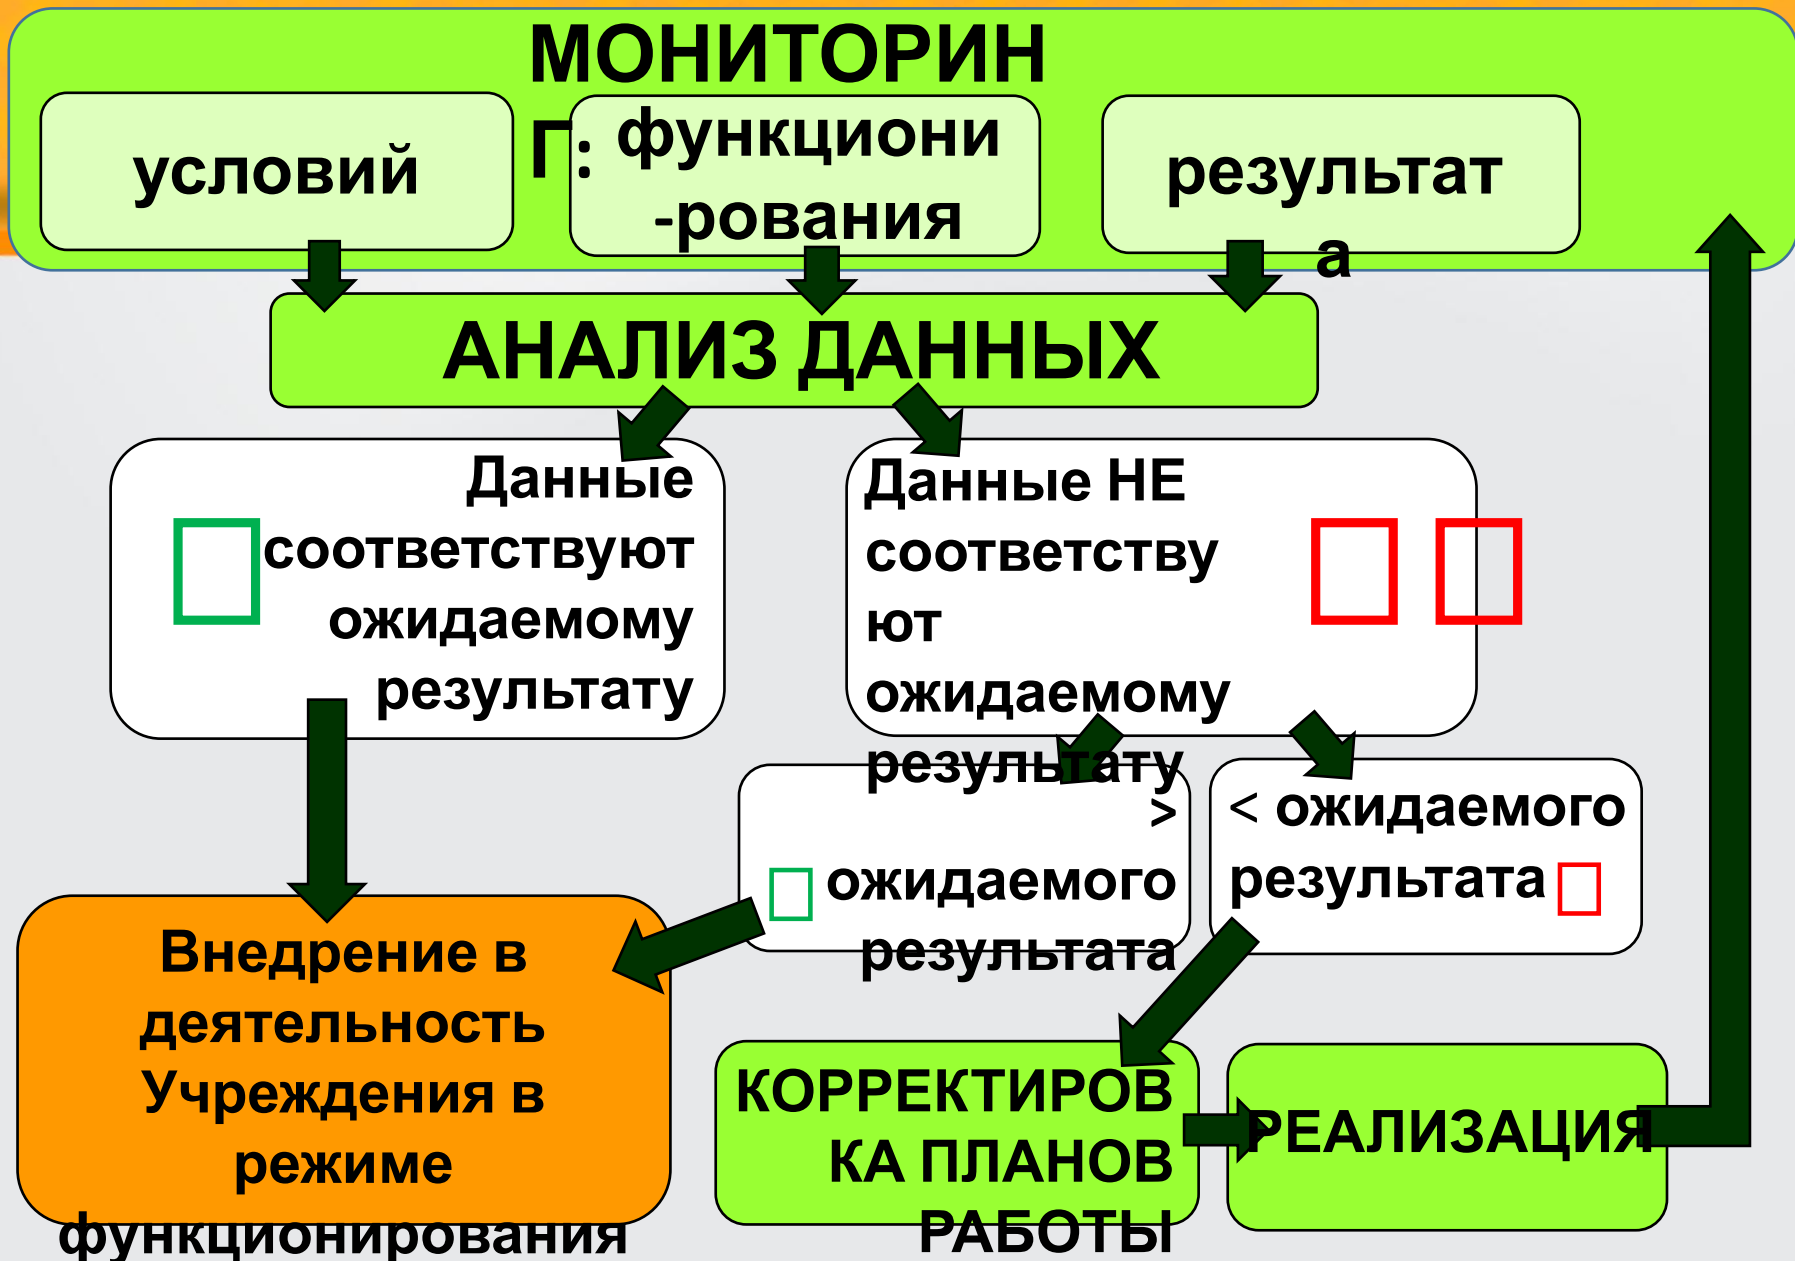 МОНИТОРИН
Г:
условий
функциони
-рования
результат
а
АНАЛИЗ ДАННЫХ
Данные
соответствуют
ожидаемому
результату
Данные НЕ
соответству
ют
ожидаемому
результату
>
ожидаемого
результата
< ожидаемого
результата
Внедрение в
деятельность
Учреждения в
режиме
функционирования
КОРРЕКТИРОВ
КА ПЛАНОВ
РАБОТЫ
РЕАЛИЗАЦИЯ